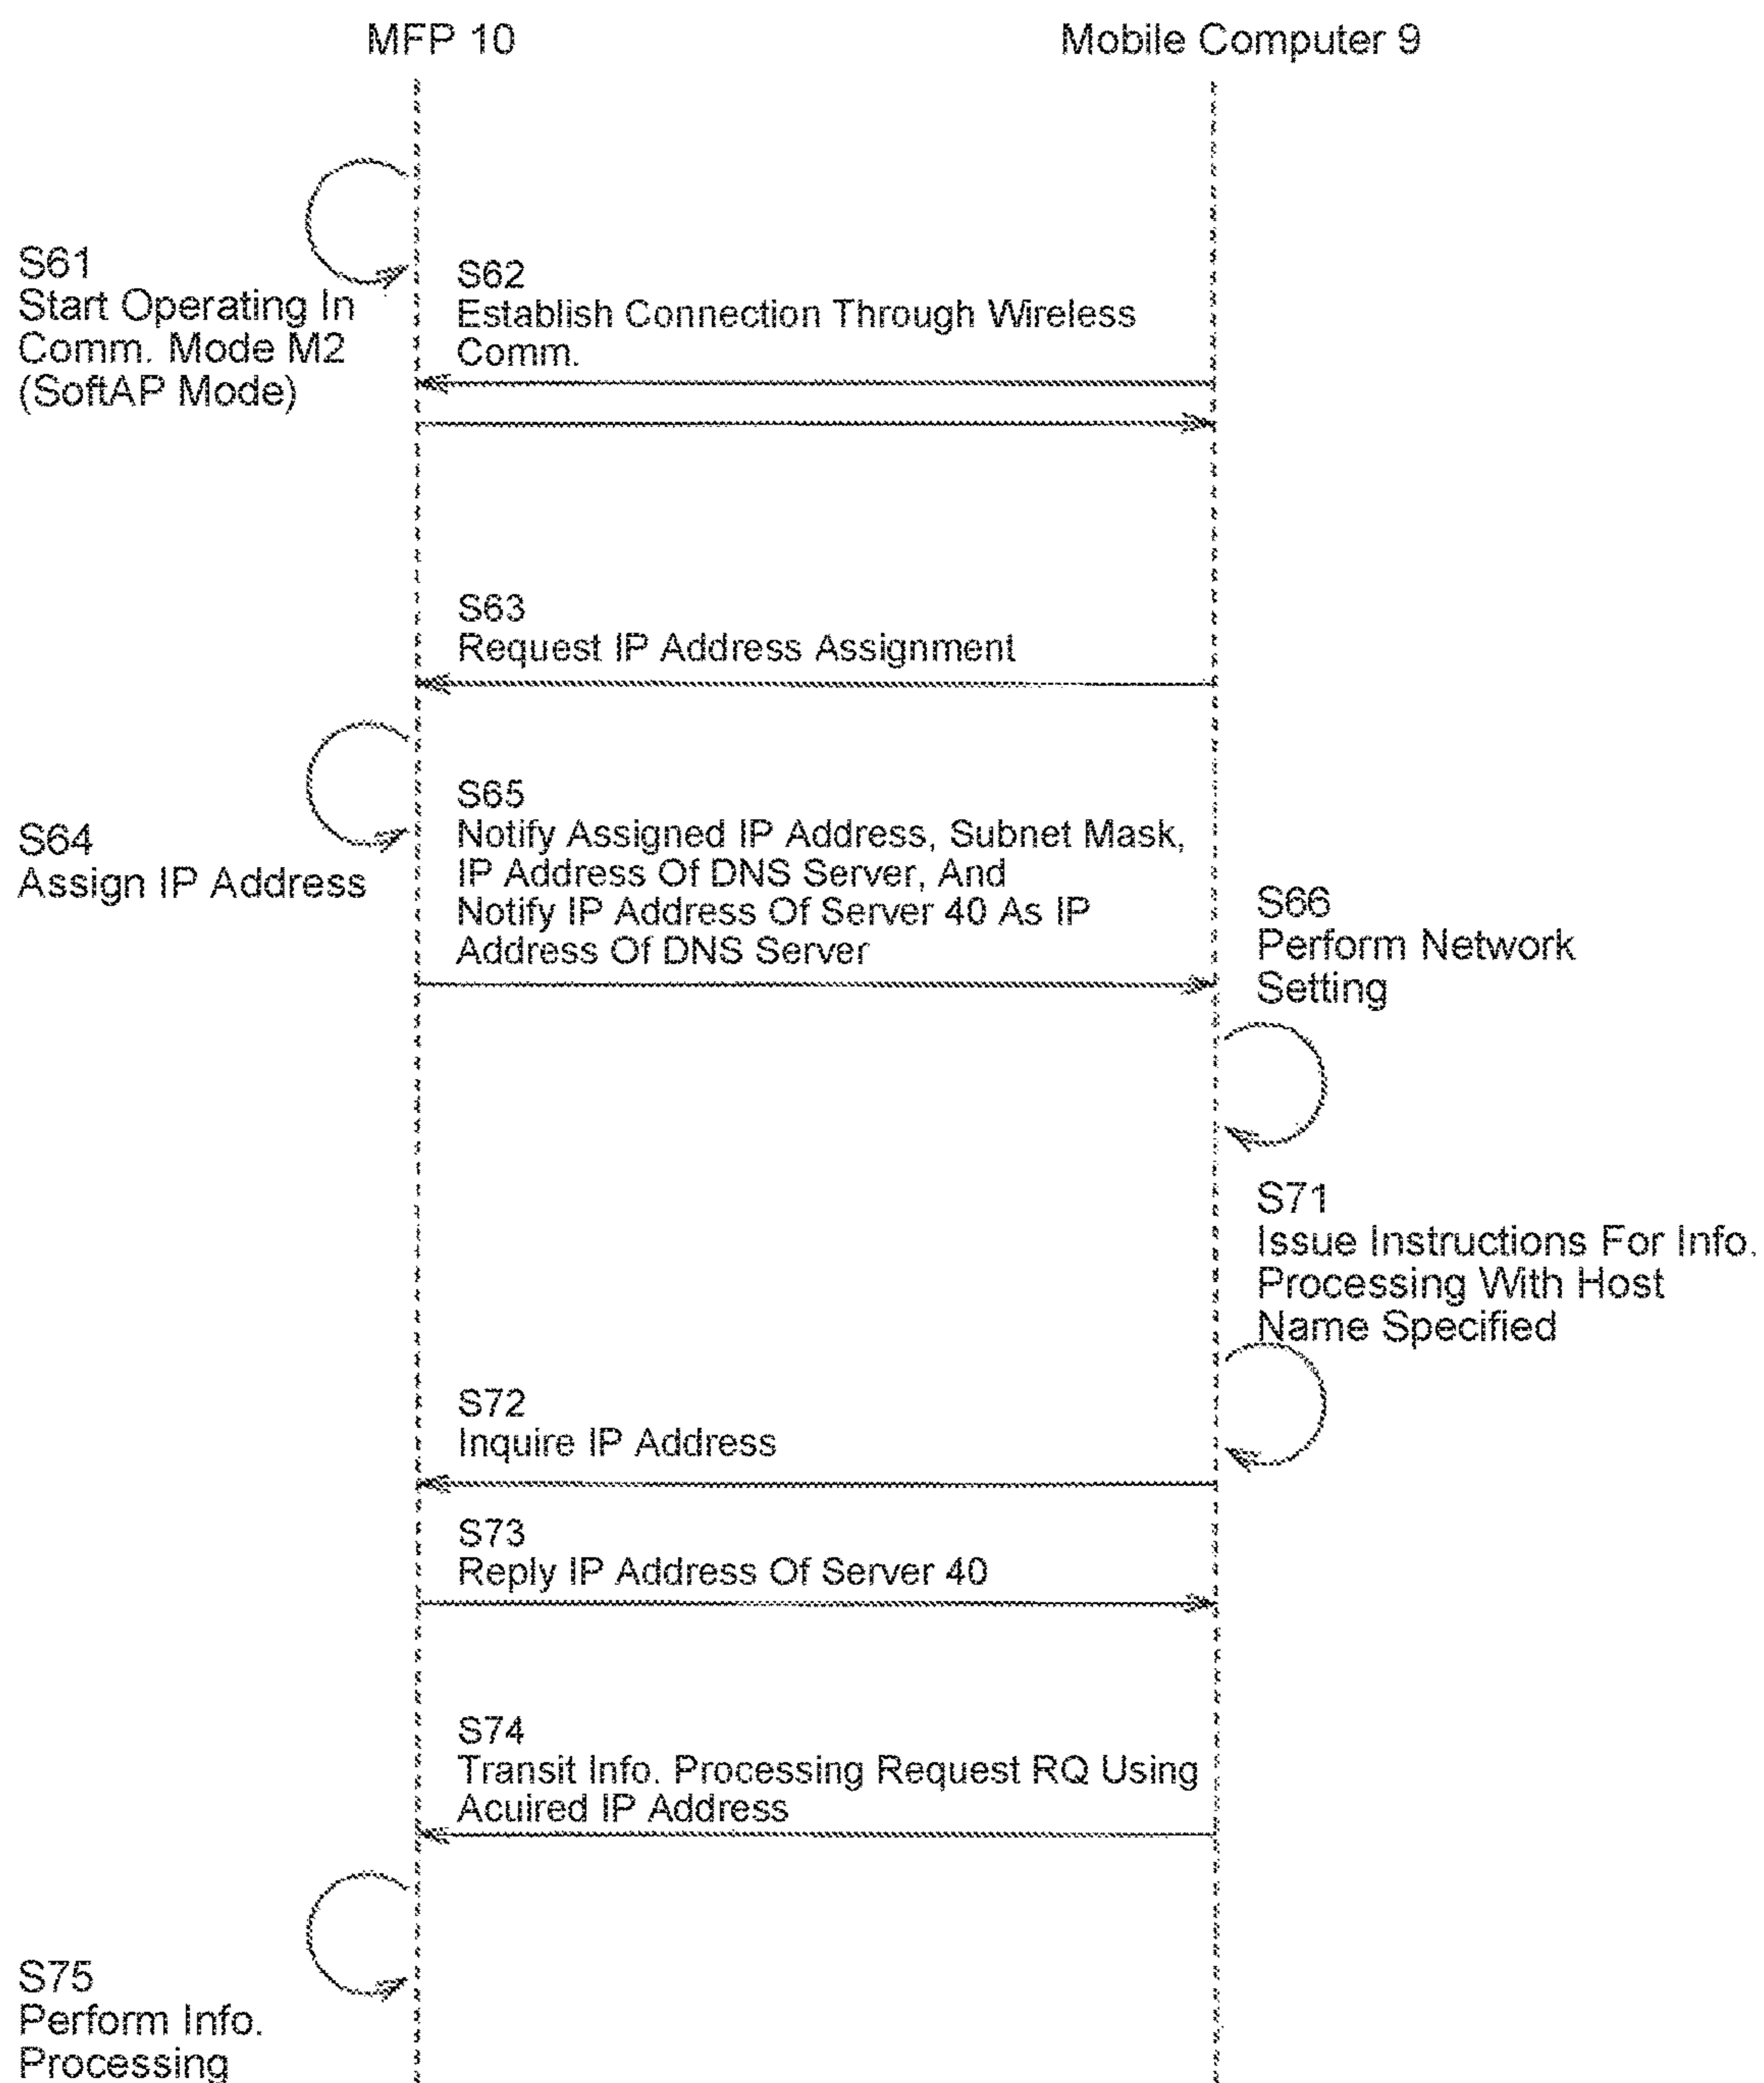 MFP 10
Mobile Computer 9
S61
Start Operating In
Comm. Mode M2
(SoftAP Mode)
S62
Establish Connection Through Wireless
Comm.
S63
Request IP Address Assignment
S64
Assign IP Address
S65
Notify Assigned IP Address, Subnet Mask,
IP Address Of DNS Server, And
Notify IP Address Of Server 40 As IP
Address Of DNS Server
S66
Perform Network
Setting
S71
Issue Instructions For Info.
Processing With Host
Name Specified
S72
Inquire IP Address
S73
Reply IP Address Of Server 40
S74
Transit Info. Processing Request RQ Using
Acuired IP Address
S75
Perform Info.
Processing